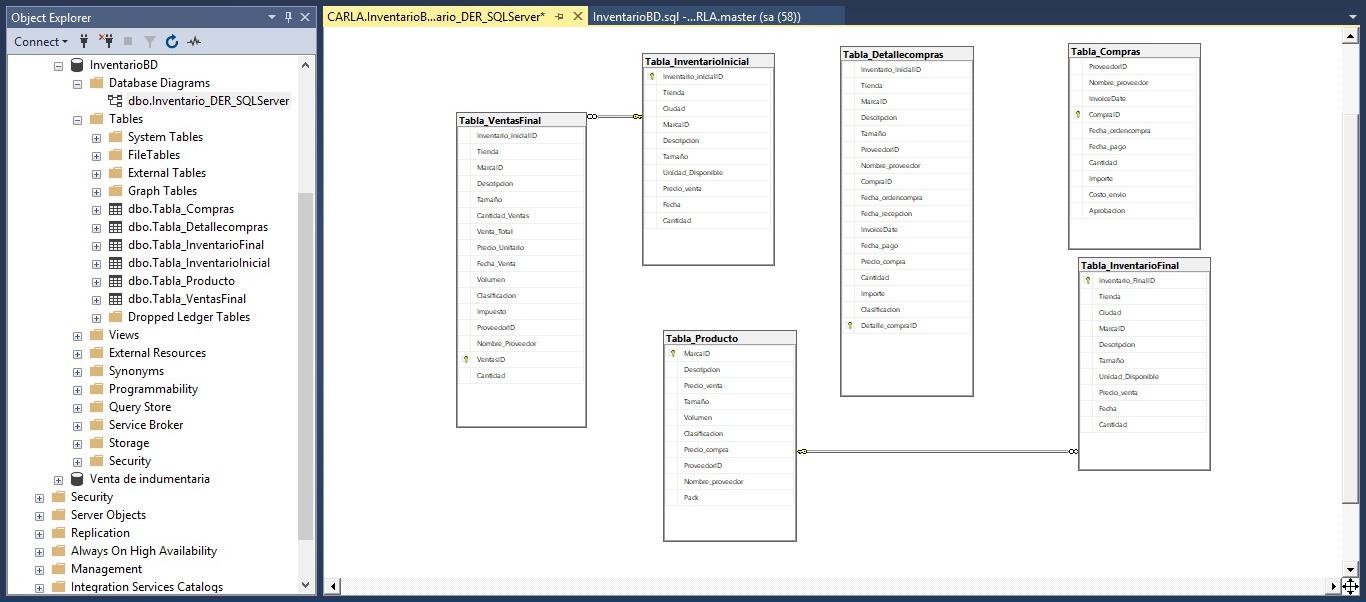 Object Explorer
Connect
InventarioBD
Database Diagrams
dbo.Inventario_DER_SQLServer
Tables
System Tables
FileTables
External Tables
Graph Tables
dbo.Tabla_Compras
dbo.Tabla_Detallecompras
dbo.Tabla_InventarioFinal
dbo.Tabla_InventarioInicial
dbo.Tabla_Producto
dbo.Tabla_VentasFinal
Dropped Ledger Tables
Views
External Resources
Synonyms
Programmability
Query Store
Service Broker
Storage
Security
Venta de indumentaria
Security
Server Objects
Replication
Always On High Availability
Management
Integration Services Catalogs
CARLA.InventarioB...ario_DER_SQLServer*
InventarioBD.sql -...RLA.master (sa (58))
Tabla_VentasFinal
Inventario_inicialID
Tienda
MarcaID
Descripcion
Tamaño
Cantidad_Ventas
Venta_Total
Precio_Unitario
Fecha_Venta
Volumen
Clasificacion
Impuesto
ProveedorID
Nombre_Proveedor
VentasID
Cantidad
Tabla_InventarioInicial
Inventario_inicialID
Tienda
Ciudad
MarcaID
Descripcion
Tamaño
Unidad_Disponible
Precio_venta
Fecha
Cantidad
Tabla_Producto
MarcaID
Descripcion
Precio_venta
Tamaño
Volumen
Clasificacion
Precio_compra
ProveedorID
Nombre_proveedor
Pack
Tabla_Detallecompras
Inventario_InicialID
Tienda
MarcaID
Descripcion
Tamaño
ProveedorID
Nombre_proveedor
CompraID
Fecha_ordencompra
Fecha_recepcion
InvoiceDate
Fecha_pago
Precio_compra
Cantidad
Importe
Clasificacion
Detalle_compraID
Tabla_Compras
ProveedorID
Nombre_proveedor
InvoiceDate
CompraID
Fecha_ordencompra
Fecha_pago
Cantidad
Importe
Costo_envio
Aprobacion
Tabla_InventarioFinal
Inventario_FinalID
Tienda
Ciudad
MarcaID
Descripcion
Tamaño
Unidad_Disponible
Precio_venta
Fecha
Cantidad